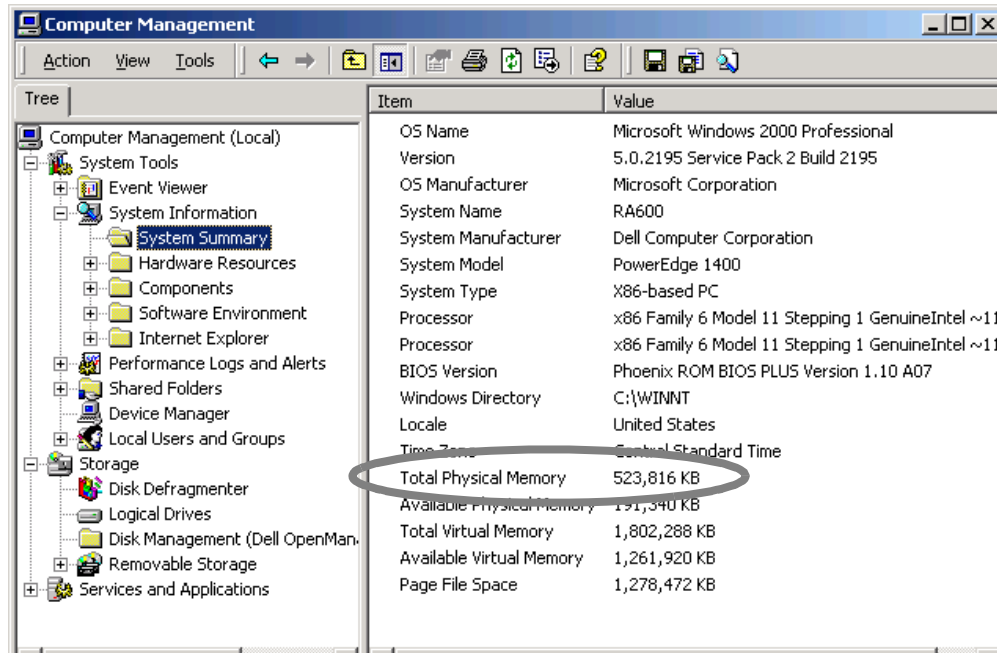 Computer Management
Action View Tools
Tree
Computer Management (Local)
System Tools
Event Viewer
System Information
System Summary
Hardware Resources
Components
Software Environment
Internet Explorer
Performance Logs and Alerts
Shared Folders
Device Manager
Local Users and Groups
Storage
Disk Defragmenter
Logical Drives
Disk Management (Dell OpenMan
Removable Storage
Services and Applications
Item Value
OS Name Microsoft Windows 2000 Professional
Version 5.0.2195 Service Pack 2 Build 2195
OS Manufacturer Microsoft Corporation
System Name RA600
System Manufacturer Dell Computer Corporation
System Model PowerEdge 1400
System Type X86-based PC
Processor x86 Family 6 Model 11 Stepping 1 GenuineIntel ~11
Processor x86 Family 6 Model 11 Stepping 1 GenuineIntel ~11
BIOS Version Phoenix ROM BIOS PLUS Version 1.10 A07
Windows Directory C:\WINNT
Locale United States
Time Zone Central Standard Time
Total Physical Memory 523,816 KB
Available Physical Memory 191,340 KB
Total Virtual Memory 1,802,288 KB
Available Virtual Memory 1,261,920 KB
Page File Space 1,278,472 KB